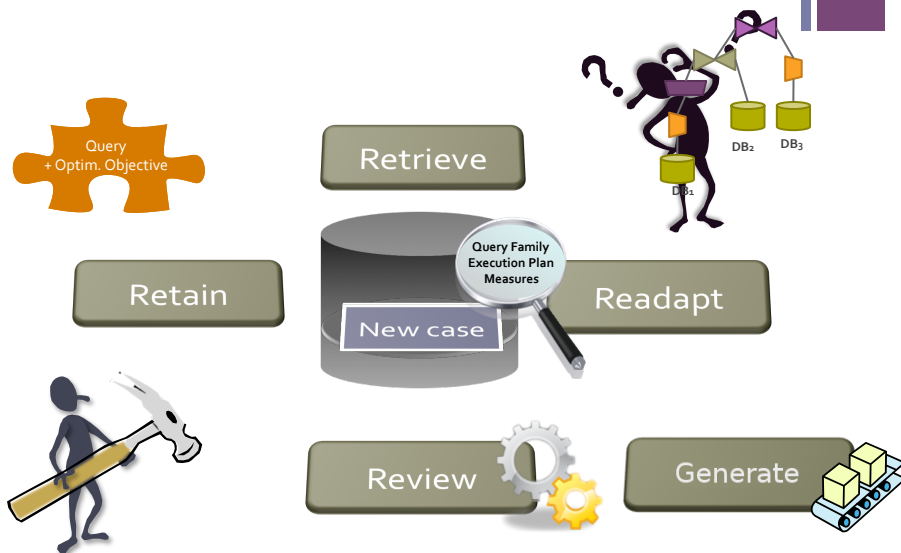 Query
+ Optim. Objective
Retrieve
DB₂
DB₃
DB₁
Query Family
Execution Plan
Measures
Retain
Readapt
New case
Review
Generate